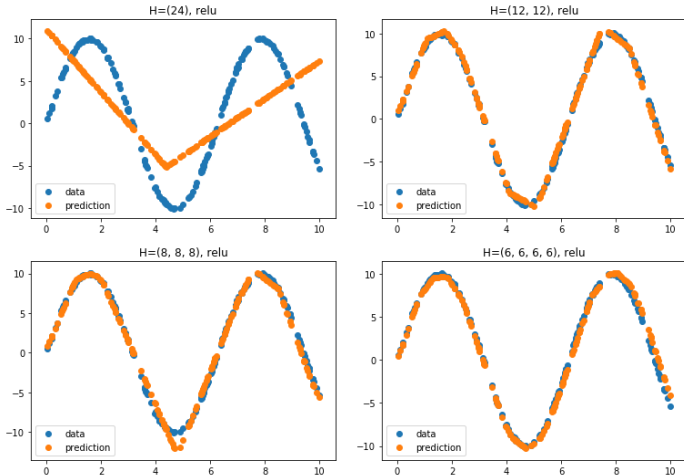 H=(24), relu
10
5
0
−5
−10
data
prediction
0 2 4 6 8 10
H=(12, 12), relu
10
5
0
−5
−10
data
prediction
0 2 4 6 8 10
H=(8, 8, 8), relu
10
5
0
−5
−10
data
prediction
0 2 4 6 8 10
H=(6, 6, 6, 6), relu
10
5
0
−5
−10
data
prediction
0 2 4 6 8 10